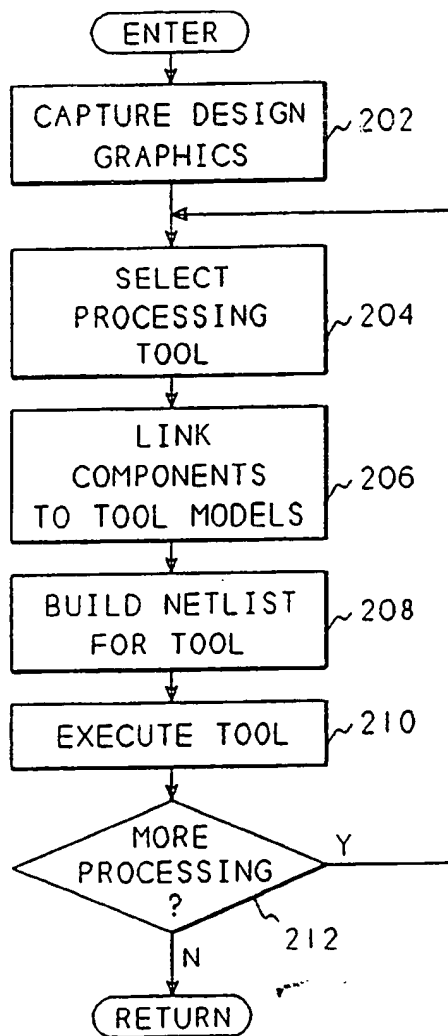 ENTER
CAPTURE DESIGN
GRAPHICS
202
SELECT
PROCESSING
TOOL
204
LINK
COMPONENTS
TO TOOL MODELS
206
BUILD NETLIST
FOR TOOL
208
EXECUTE TOOL
210
MORE
PROCESSING
?
Y
212
N
RETURN